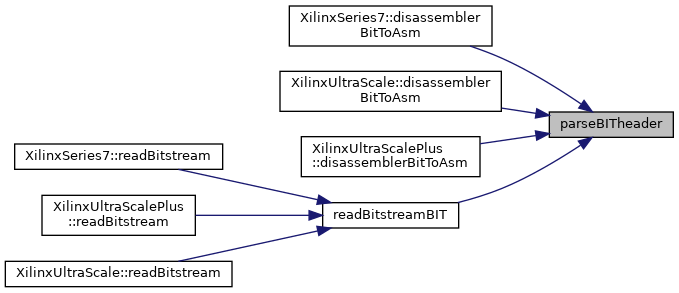 XilinxSeries7::disassembler
BitToAsm
XilinxUltraScale::disassembler
BitToAsm
parseBITheader
XilinxUltraScalePlus
::disassemblerBitToAsm
XilinxSeries7::readBitstream
XilinxUltraScalePlus
::readBitstream
readBitstreamBIT
XilinxUltraScale::readBitstream